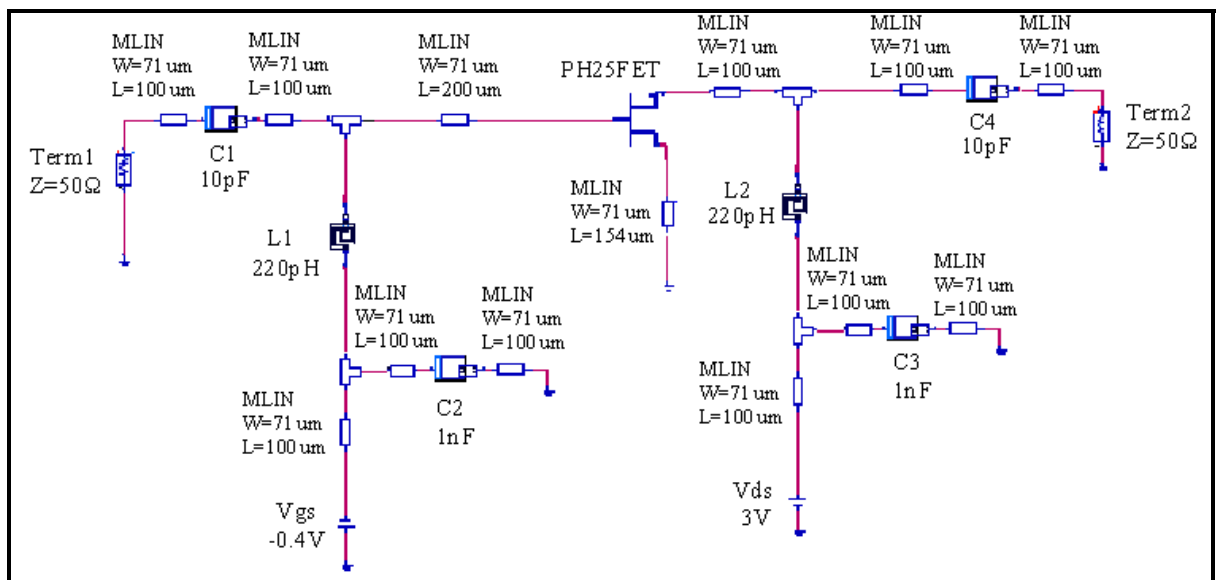 MLIN
W=71 um
L=100 um
MLIN
W=71 um
L=100 um
MLIN
W=71 um
L=200 um
PH25FET
MLIN
W=71 um
L=100 um
MLIN
W=71 um
L=100 um
MLIN
W=71 um
L=100 um
Term1
Z=50Ω
C1
10pF
C4
10pF
Term2
Z=50Ω
L1
220pH
MLIN
W=71 um
L=154um
L2
220pH
MLIN
W=71 um
L=100 um
MLIN
W=71 um
L=100 um
MLIN
W=71 um
L=100 um
MLIN
W=71 um
L=100 um
C2
1nF
C3
1nF
MLIN
W=71 um
L=100 um
MLIN
W=71 um
L=100 um
Vgs
-0.4V
Vds
3V